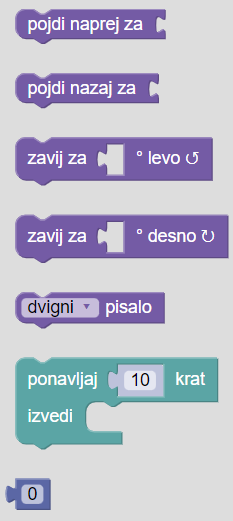 pojdi naprej za
pojdi nazaj za
zavij za ° levo ↺
zavij za ° desno ↻
dvigni ▾ pisalo
ponavljaj 10 krat
izvedi
0